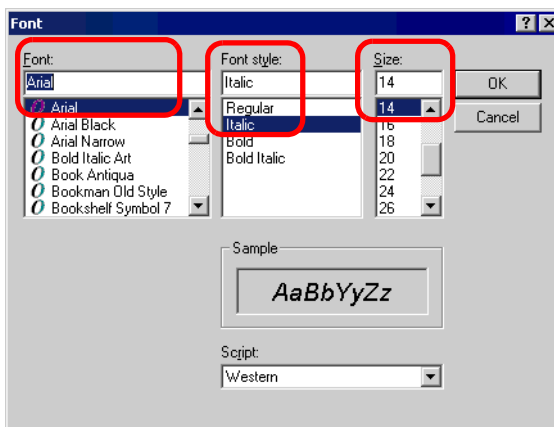 Font
Font:
Arial
Arial
Arial Black
Arial Narrow
Bold Italic Art
Book Antiqua
Bookman Old Style
Bookshelf Symbol 7
Font style:
Italic
Regular
Italic
Bold
Bold Italic
Size:
14
14
16
18
20
22
24
26
OK
Cancel
Sample
AaBbYyZz
Script:
Western